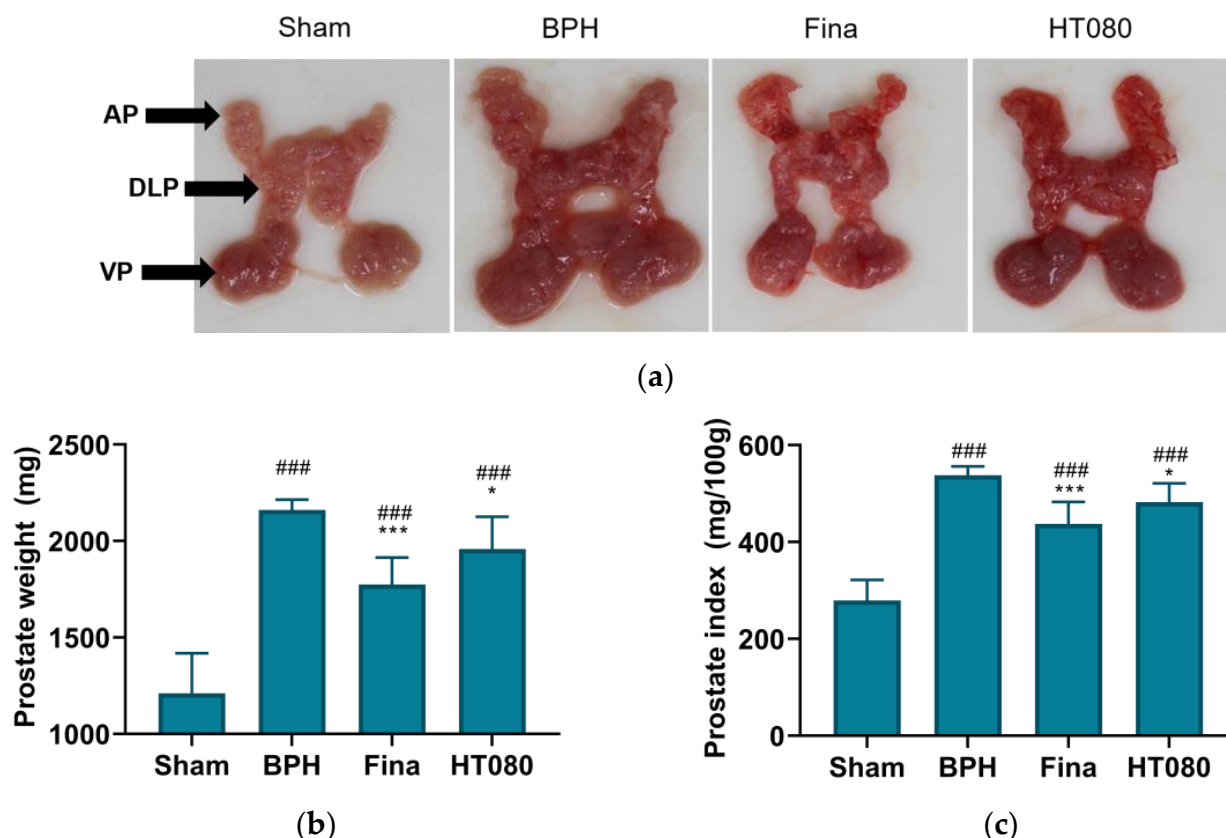 Sham BPH Fina HT080
AP
DLP
VP
(a)
Prostate weight (mg)
2500
2000
1500
1000
###
###
***
###
*
Sham BPH Fina HT080
(b)
Prostate index (mg/100g)
600
400
200
0
###
###
***
###
*
Sham BPH Fina HT080
(c)